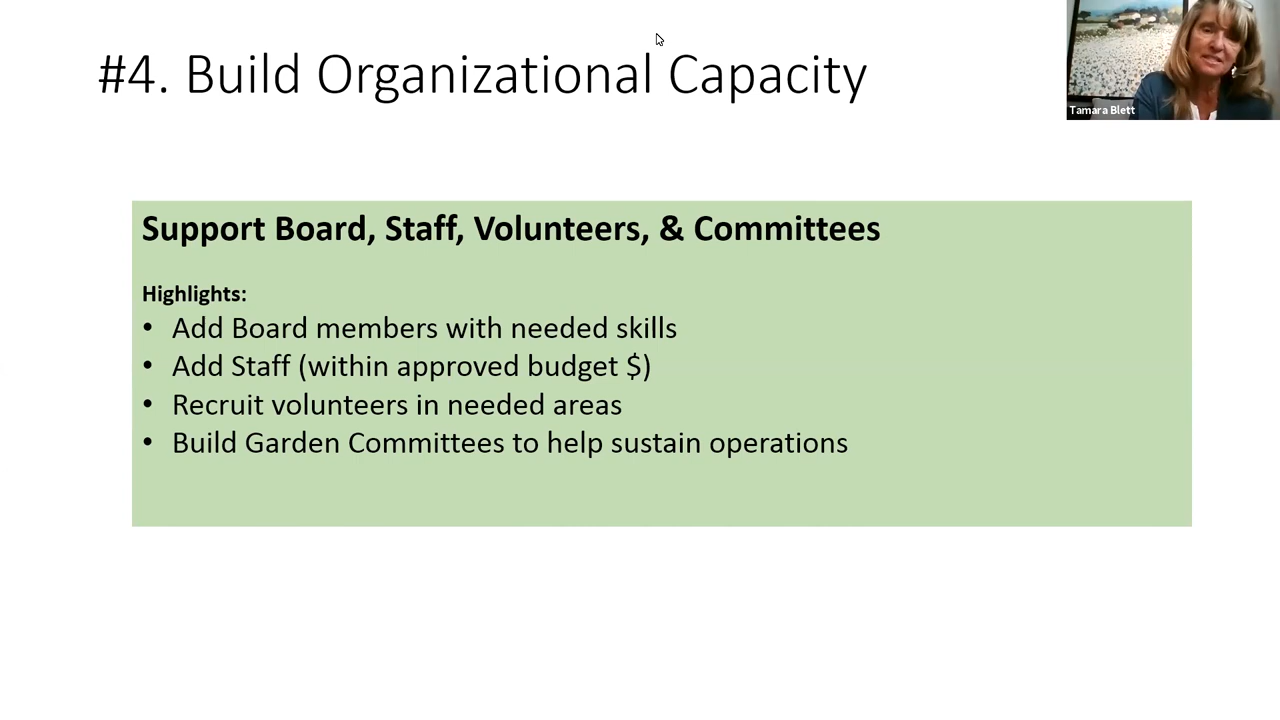 #4. Build Organizational Capacity
Tamara Blett
Support Board, Staff, Volunteers, & Committees
Highlights:
• Add Board members with needed skills
• Add Staff (within approved budget $)
• Recruit volunteers in needed areas
• Build Garden Committees to help sustain operations